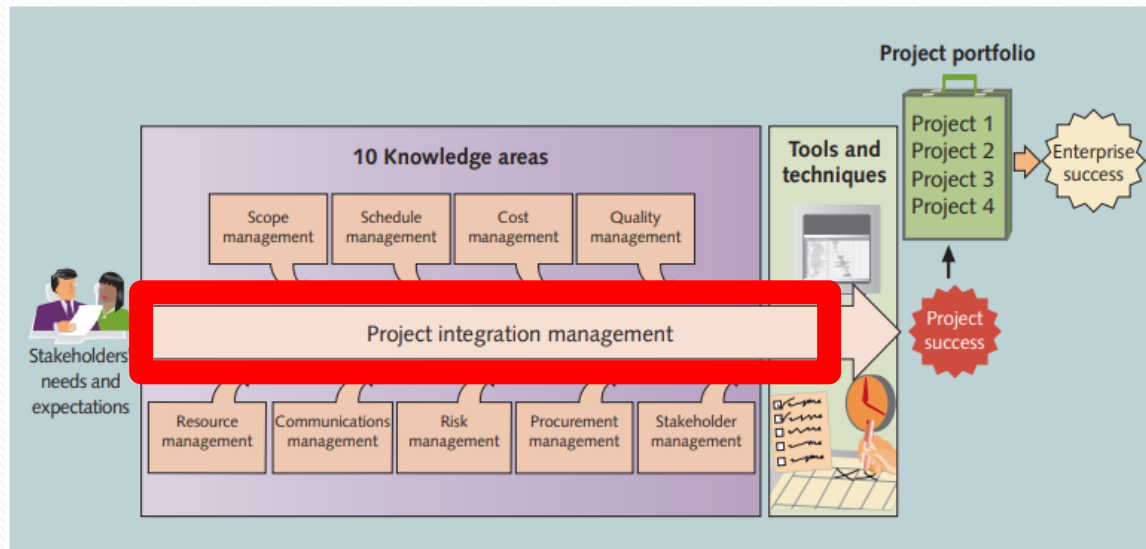 Project portfolio
Project 1
Project 2
Project 3
Project 4
Enterprise
success
10 Knowledge areas
Tools and
techniques
Scope
management
Schedule
management
Cost
management
Quality
management
Project integration management
Project
success
Stakeholders'
needs and
expectations
Resource
management
Communications
management
Risk
management
Procurement
management
Stakeholder
management